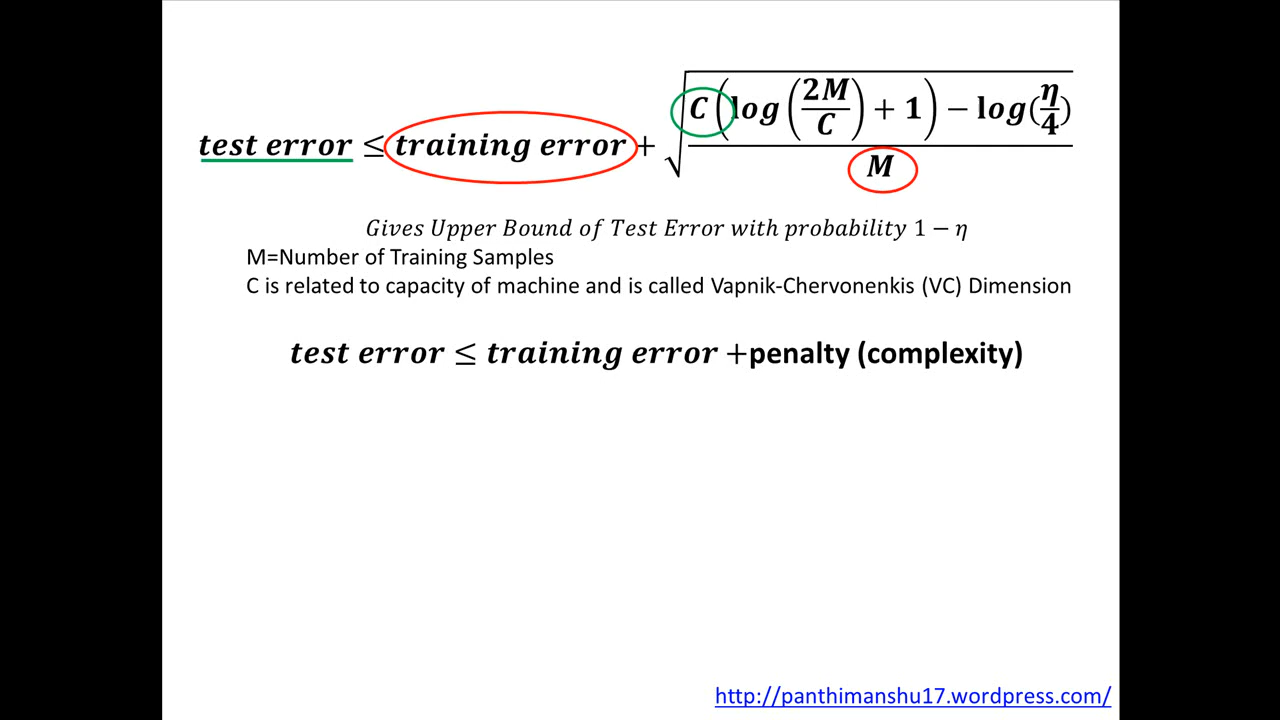 test error ≤ training error + √((C(log(2M/C)+1)−log(η/4))/M)
Gives Upper Bound of Test Error with probability 1 − η
M=Number of Training Samples
C is related to capacity of machine and is called Vapnik-Chervonenkis (VC) Dimension
test error ≤ training error +penalty (complexity)
http://panthimanshu17.wordpress.com/